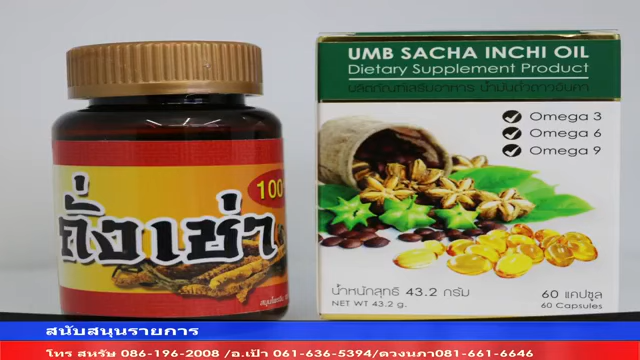 100
ถั่งเช่า
UMB SACHA INCHI OIL
Dietary Supplement Product
ผลิตภัณฑ์เสริมอาหาร น้ำมันถั่วดาวอินคา
Omega 3
Omega 6
Omega 9
น้ำหนักสุทธิ 43.2 กรัม
NET WT 43.2 g.
60 แคปซูล
60 Capsules
สนับสนุนรายการ
โทร สหรัษ 086-196-2008 /อ.เป้า 061-636-5394/ดวงนภา081-661-6646